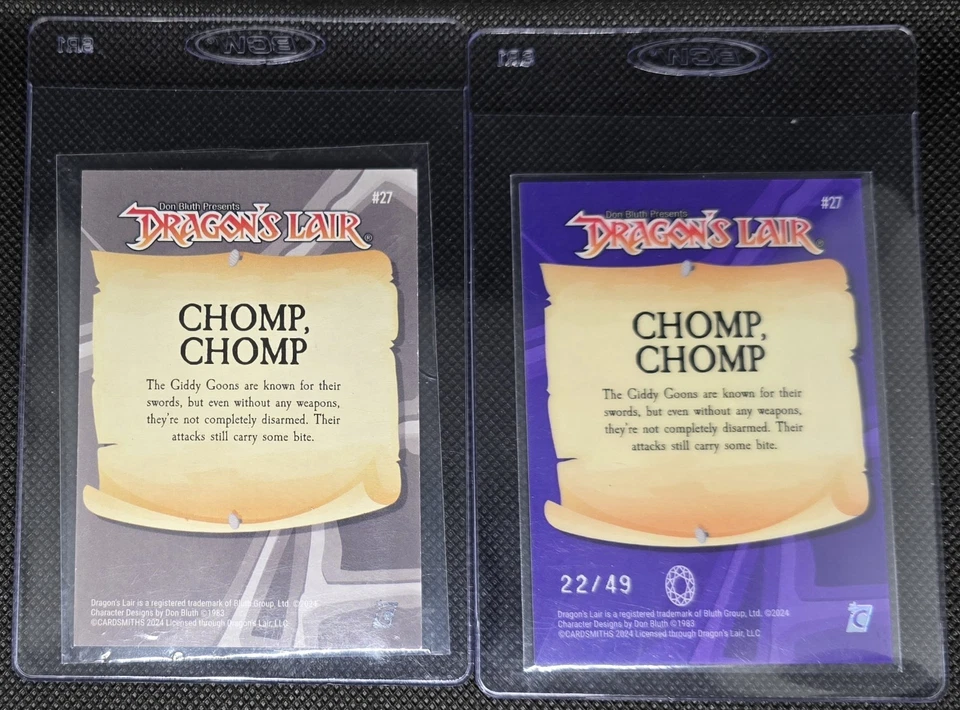 BCW
#27
Don Bluth Presents
DRAGON'S LAIR®
CHOMP,
CHOMP
The Giddy Goons are known for their
swords, but even without any weapons,
they're not completely disarmed. Their
attacks still carry some bite.
Dragon's Lair is a registered trademark of Bluth Group, Ltd. ©2024
Character Designs by Don Bluth ©1983
©CARDSMITHS 2024 Licensed through Dragon's Lair, LLC
BCW
#27
Don Bluth Presents
DRAGON'S LAIR®
CHOMP,
CHOMP
The Giddy Goons are known for their
swords, but even without any weapons,
they're not completely disarmed. Their
attacks still carry some bite.
22/49
Dragon's Lair is a registered trademark of Bluth Group, Ltd. ©2024
Character Designs by Don Bluth ©1983
©CARDSMITHS 2024 Licensed through Dragon's Lair, LLC
C